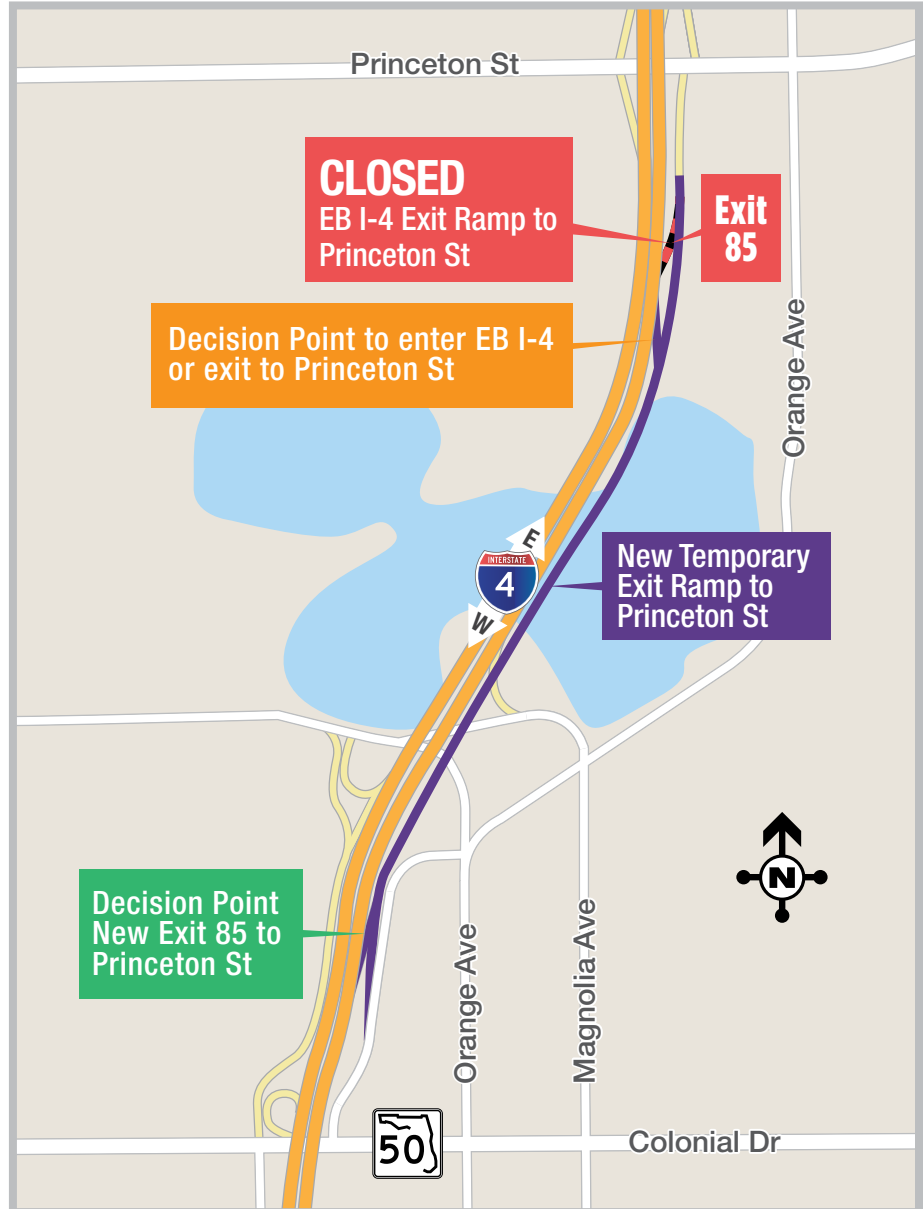 Princeton St
CLOSED
EB I-4 Exit Ramp to
Princeton St
Exit
85
Decision Point to enter EB I-4
or exit to Princeton St
Orange Ave
E
INTERSTATE
4
W
New Temporary
Exit Ramp to
Princeton St
N
Decision Point
New Exit 85 to
Princeton St
Orange Ave
Magnolia Ave
50
Colonial Dr